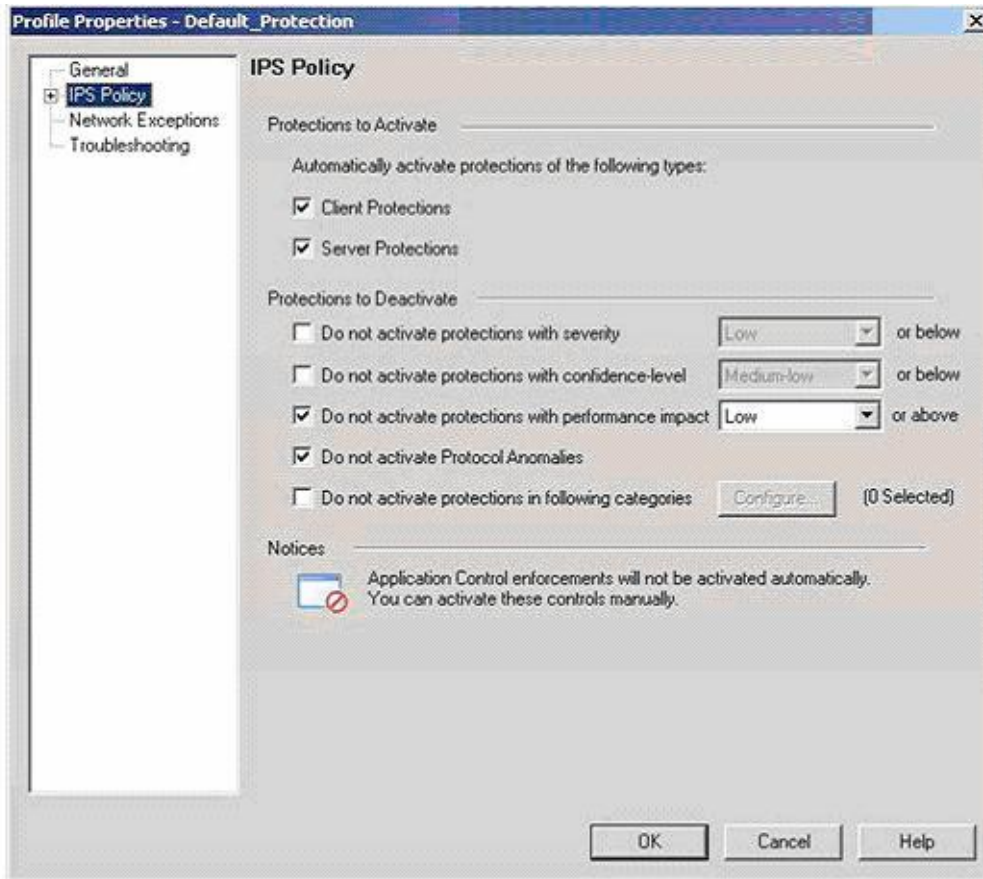 Profile Properties - Default_Protection
General
IPS Policy
Network Exceptions
Troubleshooting
IPS Policy
Protections to Activate
Automatically activate protections of the following types:
Client Protections
Server Protections
Protections to Deactivate
Do not activate protections with severity Low or below
Do not activate protections with confidence-level Medium-low or below
Do not activate protections with performance impact Low or above
Do not activate Protocol Anomalies
Do not activate protections in following categories Configure... (0 Selected)
Notices
Application Control enforcements will not be activated automatically.
You can activate these controls manually.
OK Cancel Help